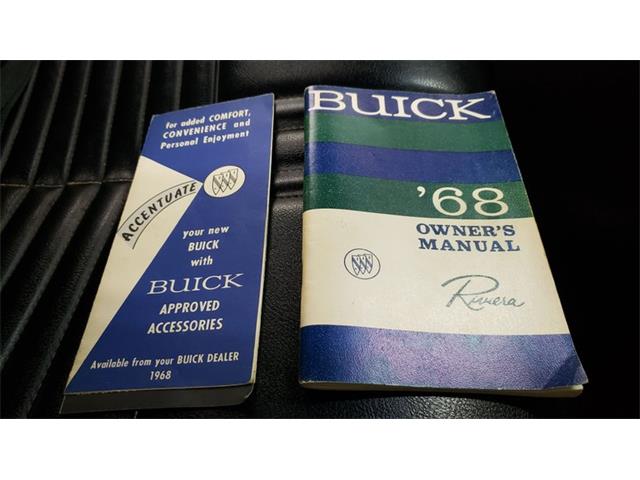 For added COMFORT,
CONVENIENCE and
Personal Enjoyment
ACCENTUATE
your new
BUICK
with
BUICK
APPROVED
ACCESSORIES
Available from your BUICK DEALER
1968
BUICK
'68
OWNER'S
MANUAL
Riviera